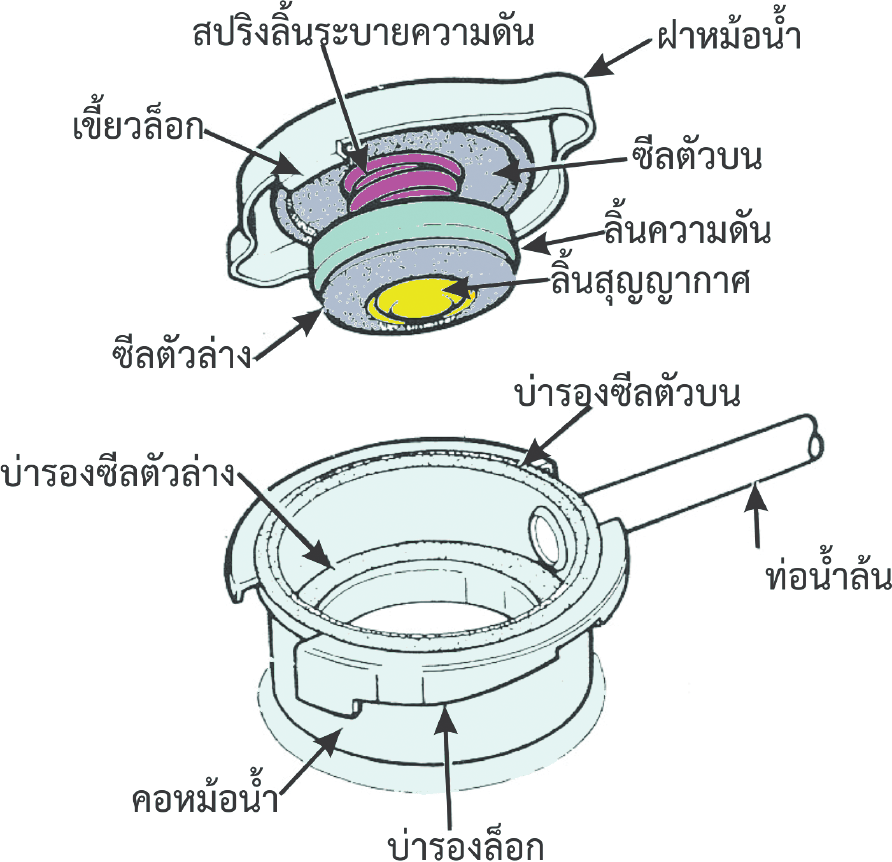 สปริงลิ้นระบายความดัน
ฝาหม้อน้ำ
เขี้ยวล็อก
ซีลตัวบน
ลิ้นความดัน
ลิ้นสุญญากาศ
ซีลตัวล่าง
บ่ารองซีลตัวบน
บ่ารองซีลตัวล่าง
ท่อน้ำล้น
คอหม้อน้ำ
บ่ารองล็อก